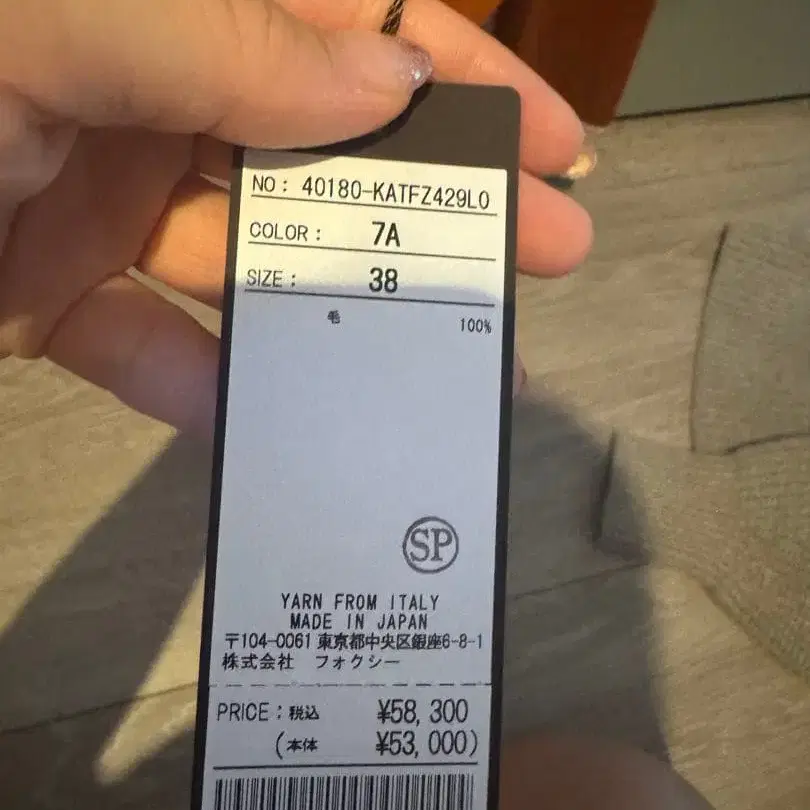 NO: 40180-KATFZ429L0
COLOR: 7A
SIZE: 38
毛 100%
SP
YARN FROM ITALY
MADE IN JAPAN
〒104-0061 東京都中央区銀座6-8-1
株式会社 フォクシー
PRICE:税込 ¥58,300
(本体 ¥53,000)